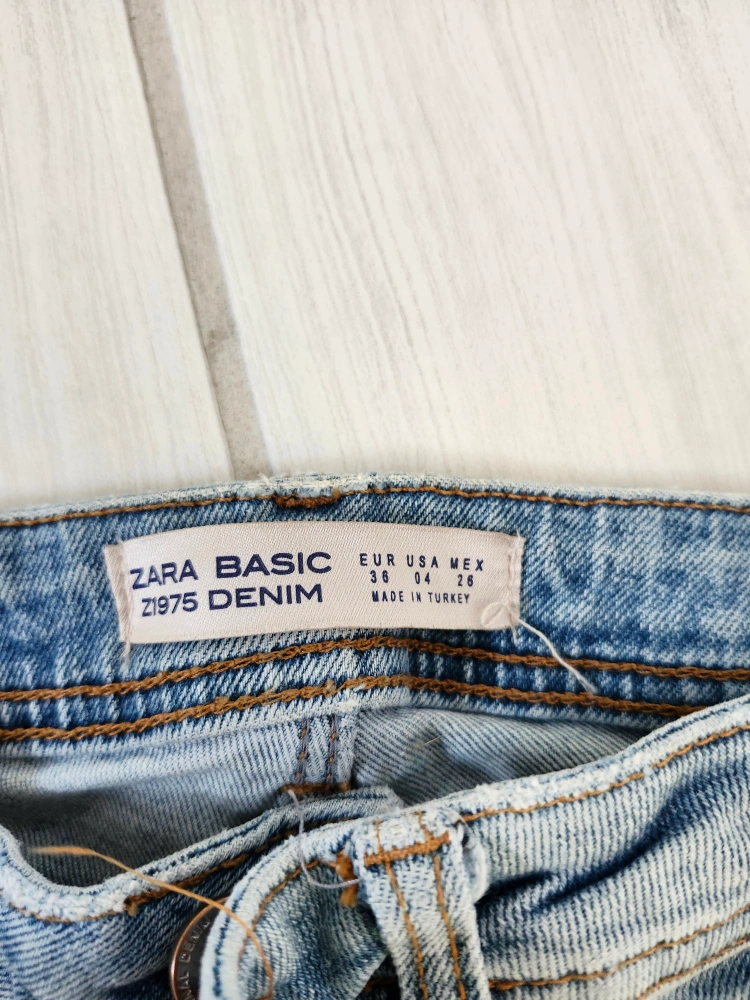 ZARA BASIC
Z1975 DENIM
EUR USA MEX
36 04 26
MADE IN TURKEY